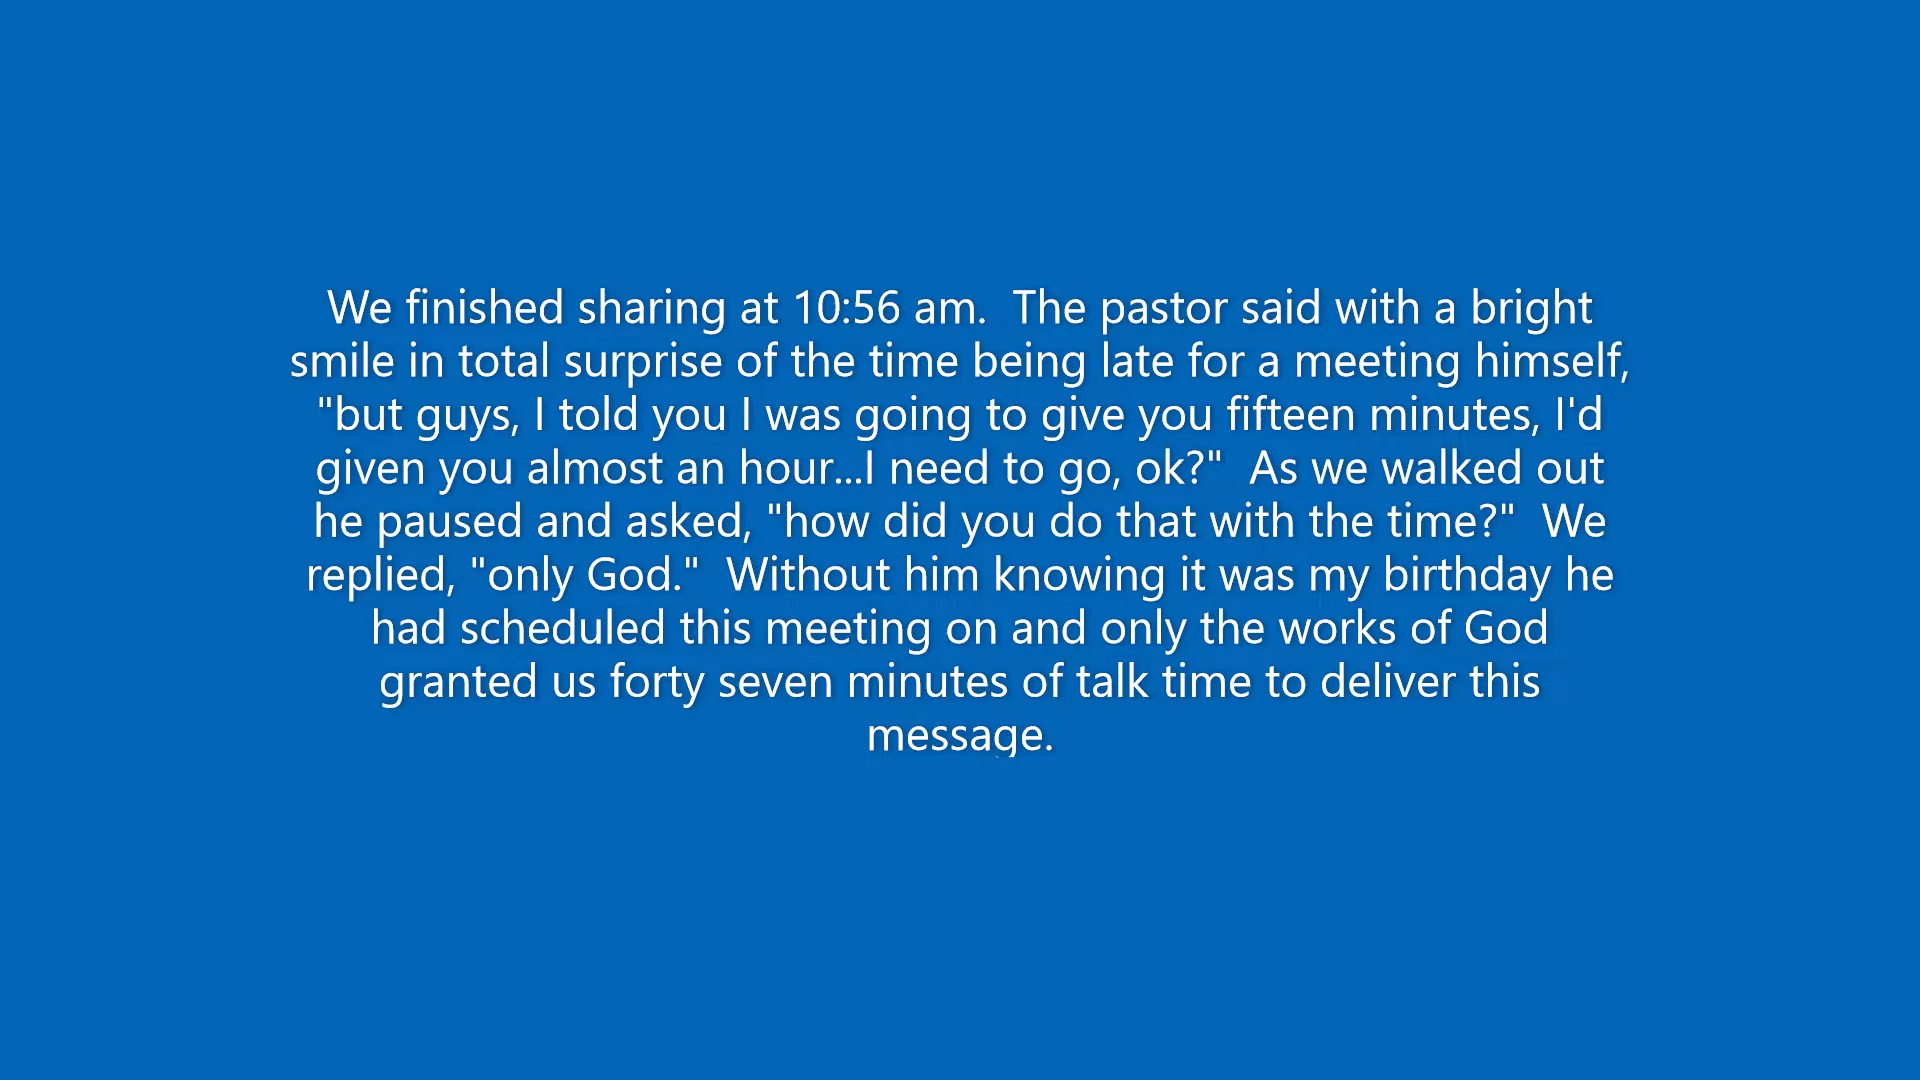 We finished sharing at 10:56 am.  The pastor said with a bright
smile in total surprise of the time being late for a meeting himself,
"but guys, I told you I was going to give you fifteen minutes, I'd
given you almost an hour...I need to go, ok?"  As we walked out
he paused and asked, "how did you do that with the time?"  We
replied, "only God."  Without him knowing it was my birthday he
had scheduled this meeting on and only the works of God
granted us forty seven minutes of talk time to deliver this
message.